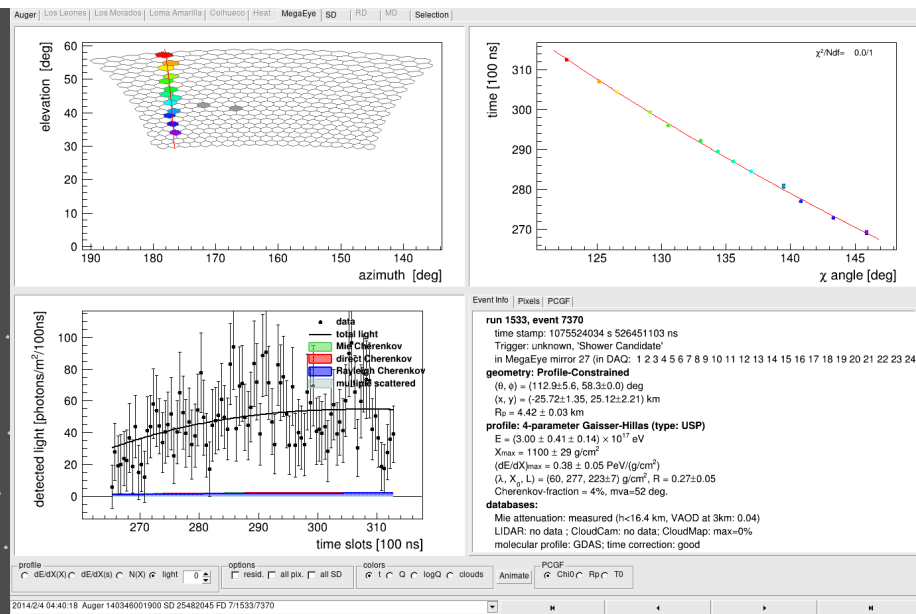 Auger Los Leones Los Morados Loma Amarilla Coihueco Heat MegaEye SD RD MD Selection
elevation [deg]
60
50
40
30
20
10
0
190 180 170 160 150 140
azimuth [deg]
time [100 ns]
χ²/Ndf= 0.0/1
310
300
290
280
270
125 130 135 140 145
χ angle [deg]
detected light [photons/m²/100ns]
100
80
60
40
20
0
data
total light
Mie Cherenkov
direct Cherenkov
Rayleigh Cherenkov
multiple scattered
270 280 290 300 310
time slots [100 ns]
Event Info Pixels PCGF
run 1533, event 7370
time stamp: 1075524034 s 526451103 ns
Trigger: unknown, 'Shower Candidate'
in MegaEye mirror 27 (in DAQ: 1 2 3 4 5 6 7 8 9 10 11 12 13 14 15 16 17 18 19 20 21 22 23 24
geometry: Profile-Constrained
(θ, ϕ) = (112.9±5.6, 58.3±0.0) deg
(x, y) = (-25.72±1.35, 25.12±2.21) km
Rp = 4.42 ± 0.03 km
profile: 4-parameter Gaisser-Hillas (type: USP)
E = (3.00 ± 0.41 ± 0.14) × 10¹⁷ eV
Xmax = 1100 ± 29 g/cm²
(dE/dX)max = 0.38 ± 0.05 PeV/(g/cm²)
(λ, X₀, L) = (60, 277, 223±7) g/cm², R = 0.27±0.05
Cherenkov-fraction = 4%, mva=52 deg.
databases:
Mie attenuation: measured (h<16.4 km, VAOD at 3km: 0.04)
LIDAR: no data ; CloudCam: no data; CloudMap: max=0%
molecular profile: GDAS; time correction: good
profile options colors PCGF
dE/dX(X) dE/dX(s) N(X) light 0 resid. all pix. all SD t Q logQ clouds Animate Chi0 Rp T0
2014/2/4 04:40:18 Auger 140346001900 SD 25482045 FD 7/1533/7370